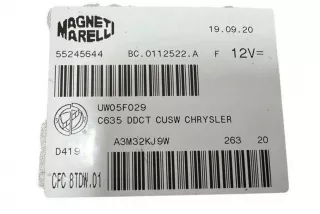 MAGNETI
MARELLI
19.09.20
55245644
BC.0112522.A
F
12V=
UW05F029
C635 DDCT CUSW CHRYSLER
D419
A3M32KJ9W
263
20
CFC 8TDW.01